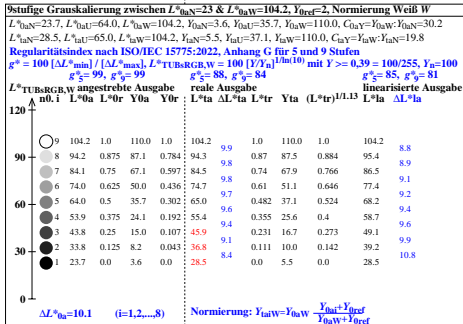 9stufige Graukalierung zwischen L*0aN=23 & L*0aW=104.2, Y0ref=2, Normierung Weiß W
L*0aN=23.7, L*0aU=64.0, L*0aW=104.2, Y0aN=3.6, Y0aU=35.7, Y0aW=110.0, C0aY=Y0aW:Y0aN=30.2
L*taN=28.5, L*taU=65.0, L*taW=104.2, YtaN=5.5, YtaU=37.1, YtaW=110.0, CtaY=YtaW:YtaN=19.8
Regularitätsindex nach ISO/IEC 15775:2022, Anhang G für 5 und 9 Stufen
g* = 100 [ΔL*min] / [ΔL*max], L*TUBsRGB,W = 100 [Y/Yn]1/ln(10) mit Y >= 0,39 = 100/255, Yn=100
g*5= 99, g*9= 99 g*5= 88, g*9= 84 g*5= 85, g*9= 81
L*TUBsRGB,W angestrebte Ausgabe reale Ausgabe linearisierte Ausgabe
n0. i L*0a L*0r Y0a Y0r L*ta ΔL*ta L*tr Yta (L*tr)1/1.13 L*la ΔL*la
120
9 104.2 1.0 110.0 1.0 104.2 1.0 110.0 1.0 104.2
9.9 8.8
8 94.2 0.875 87.1 0.784 94.3 0.87 87.5 0.884 95.4
9.8 8.9
90
7 84.1 0.75 67.1 0.597 84.5 0.74 67.9 0.766 86.5
9.8 9.1
6 74.0 0.625 50.0 0.436 74.7 0.61 51.1 0.646 77.4
9.7 9.2
60
5 64.0 0.5 35.7 0.302 65.0 0.482 37.1 0.524 68.2
9.6 9.4
4 53.9 0.375 24.1 0.192 55.4 0.355 25.6 0.4 58.7
9.4 9.6
3 43.8 0.25 15.0 0.107 45.9 0.231 16.7 0.273 49.1
9.1 9.9
30
2 33.8 0.125 8.2 0.043 36.8 0.111 10.0 0.142 39.2
8.4 10.8
1 23.7 0.0 3.6 0.0 28.5 0.0 5.5 0.0 28.5
0
ΔL*0a=10.1 (i=1,2,...,8) Normierung: YtaiW=Y0aW Y0ai+Y0ref
Y0aW+Y0ref